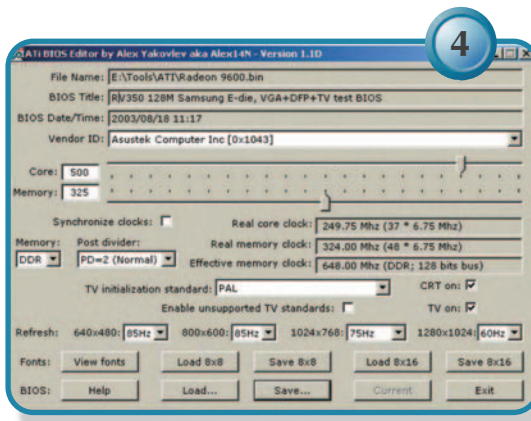 4
ATi BIOS Editor by Alex Yakovlev aka Alex14N - Version 1.1D
File Name: E:\Tools\ATI\Radeon 9600.bin
BIOS Title: RV350 128M Samsung E-die, VGA+DFP+TV test BIOS
BIOS Date/Time: 2003/08/18 11:17
Vendor ID: Asustek Computer Inc [0x1043]
Core: 500
Memory: 325
Synchronize clocks: Real core clock: 249.75 Mhz (37 * 6.75 Mhz)
Memory: Post divider: Real memory clock: 324.00 Mhz (48 * 6.75 Mhz)
DDR PD=2 (Normal) Effective memory clock: 648.00 Mhz (DDR; 128 bits bus)
TV initialization standard: PAL CRT on:
Enable unsupported TV standards: TV on:
Refresh: 640x480: 85Hz 800x600: 85Hz 1024x768: 75Hz 1280x1024: 60Hz
Fonts: View fonts Load 8x8 Save 8x8 Load 8x16 Save 8x16
BIOS: Help Load... Save... Current Exit